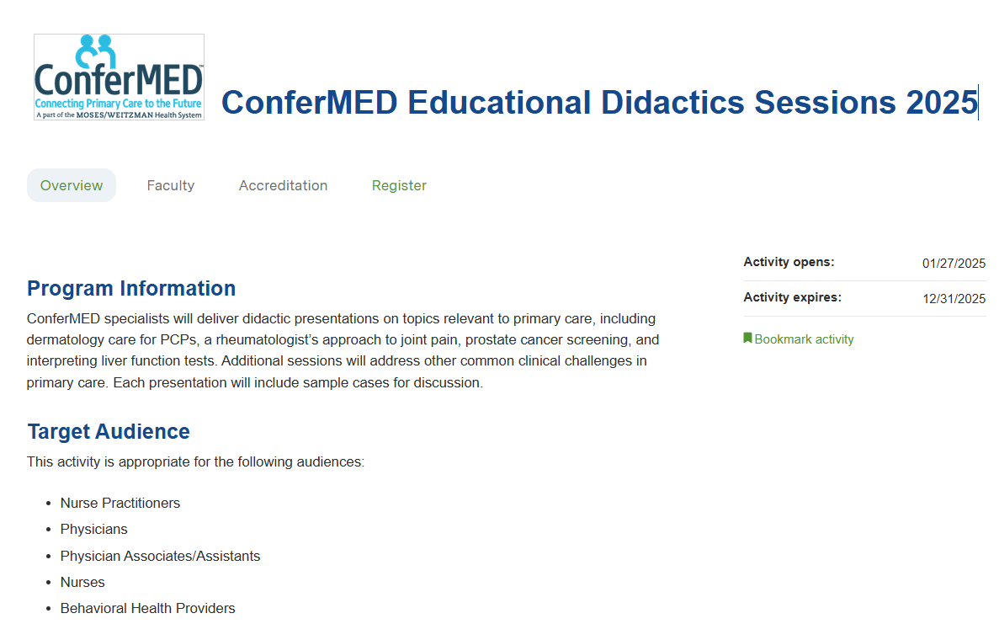 ConferMED™
Connecting Primary Care to the Future
A part of the MOSES/WEITZMAN Health System
ConferMED Educational Didactics Sessions 2025
Overview
Faculty
Accreditation
Register
Activity opens: 01/27/2025
Activity expires: 12/31/2025
Bookmark activity
Program Information
ConferMED specialists will deliver didactic presentations on topics relevant to primary care, including
dermatology care for PCPs, a rheumatologist’s approach to joint pain, prostate cancer screening, and
interpreting liver function tests. Additional sessions will address other common clinical challenges in
primary care. Each presentation will include sample cases for discussion.
Target Audience
This activity is appropriate for the following audiences:
• Nurse Practitioners
• Physicians
• Physician Associates/Assistants
• Nurses
• Behavioral Health Providers